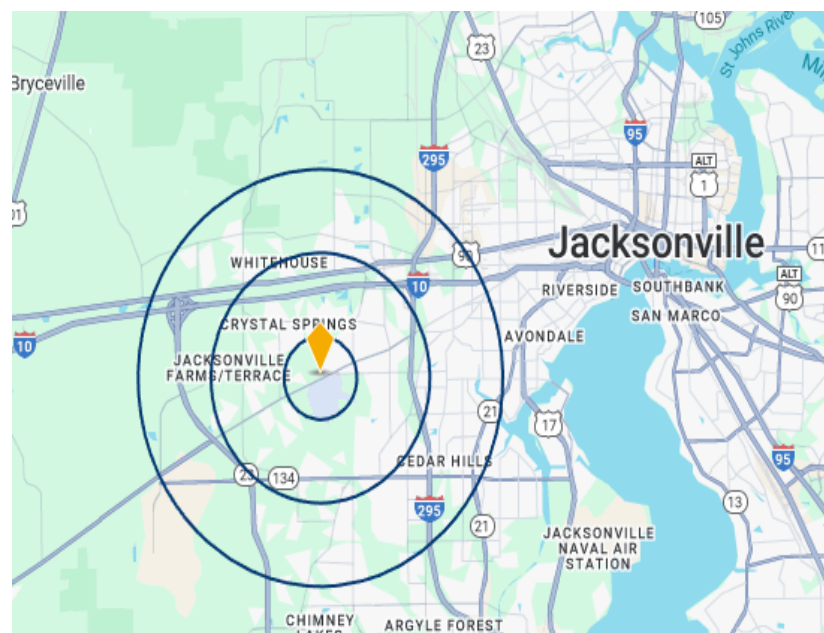 105
23
St Johns River
Bryceville
295
95
ALT
1
01
Jacksonville
11
90
WHITEHOUSE
10
ALT
90
RIVERSIDE
SOUTHBANK
SAN MARCO
CRYSTAL SPRINGS
AVONDALE
10
JACKSONVILLE
FARMS/TERRACE
21
17
CEDAR HILLS
95
23
134
295
13
21
JACKSONVILLE
NAVAL AIR
STATION
CHIMNEY
LAKES
ARGYLE FOREST